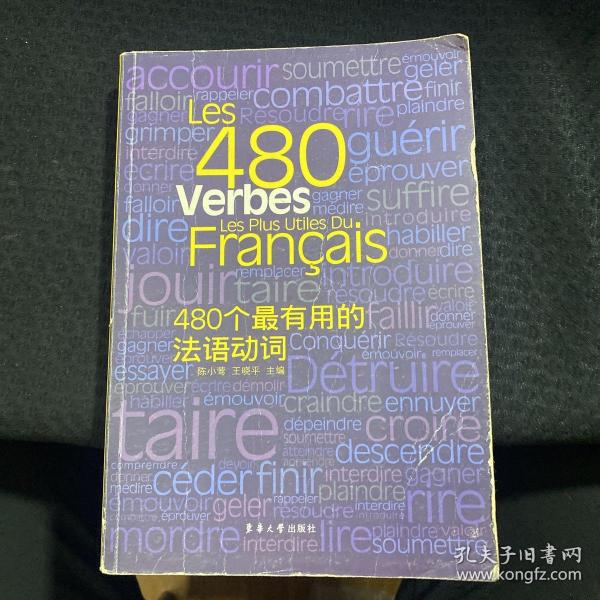 émouvoir
accourir soumettre geler
falloir rappeler combattre finir
Les Résoudre rire plaindre
grimper 480 guérir
interdire
écrire éprouver
Verbes gagner suffire
falloir médire
Les Plus Utiles Du introduire
dire Français habiller
valoir donner dire
remplacer introduire
jouir taire résoudre écrire
fuir faillir valoir
480个最有用的 donner
échapper éprouver
gagner 法语动词 Conquérir Résoudre
émouvoir remplacer
essayer 陈小莺 王晓平 主编 Détruire
éprouver écrire démolir
habiller émouvoir craindre ennuyer
taire dépeindre croire
soumettre
atteindre descendre
comprendre devoir
médire céder finir interdire gagner
émouvoir rappeler plaindre rire
geler résoudre interdire
éprouver 东华大学出版社 plaindre valoir
mordre interdire lire soumettre
孔夫子旧书网
www.kongfz.com